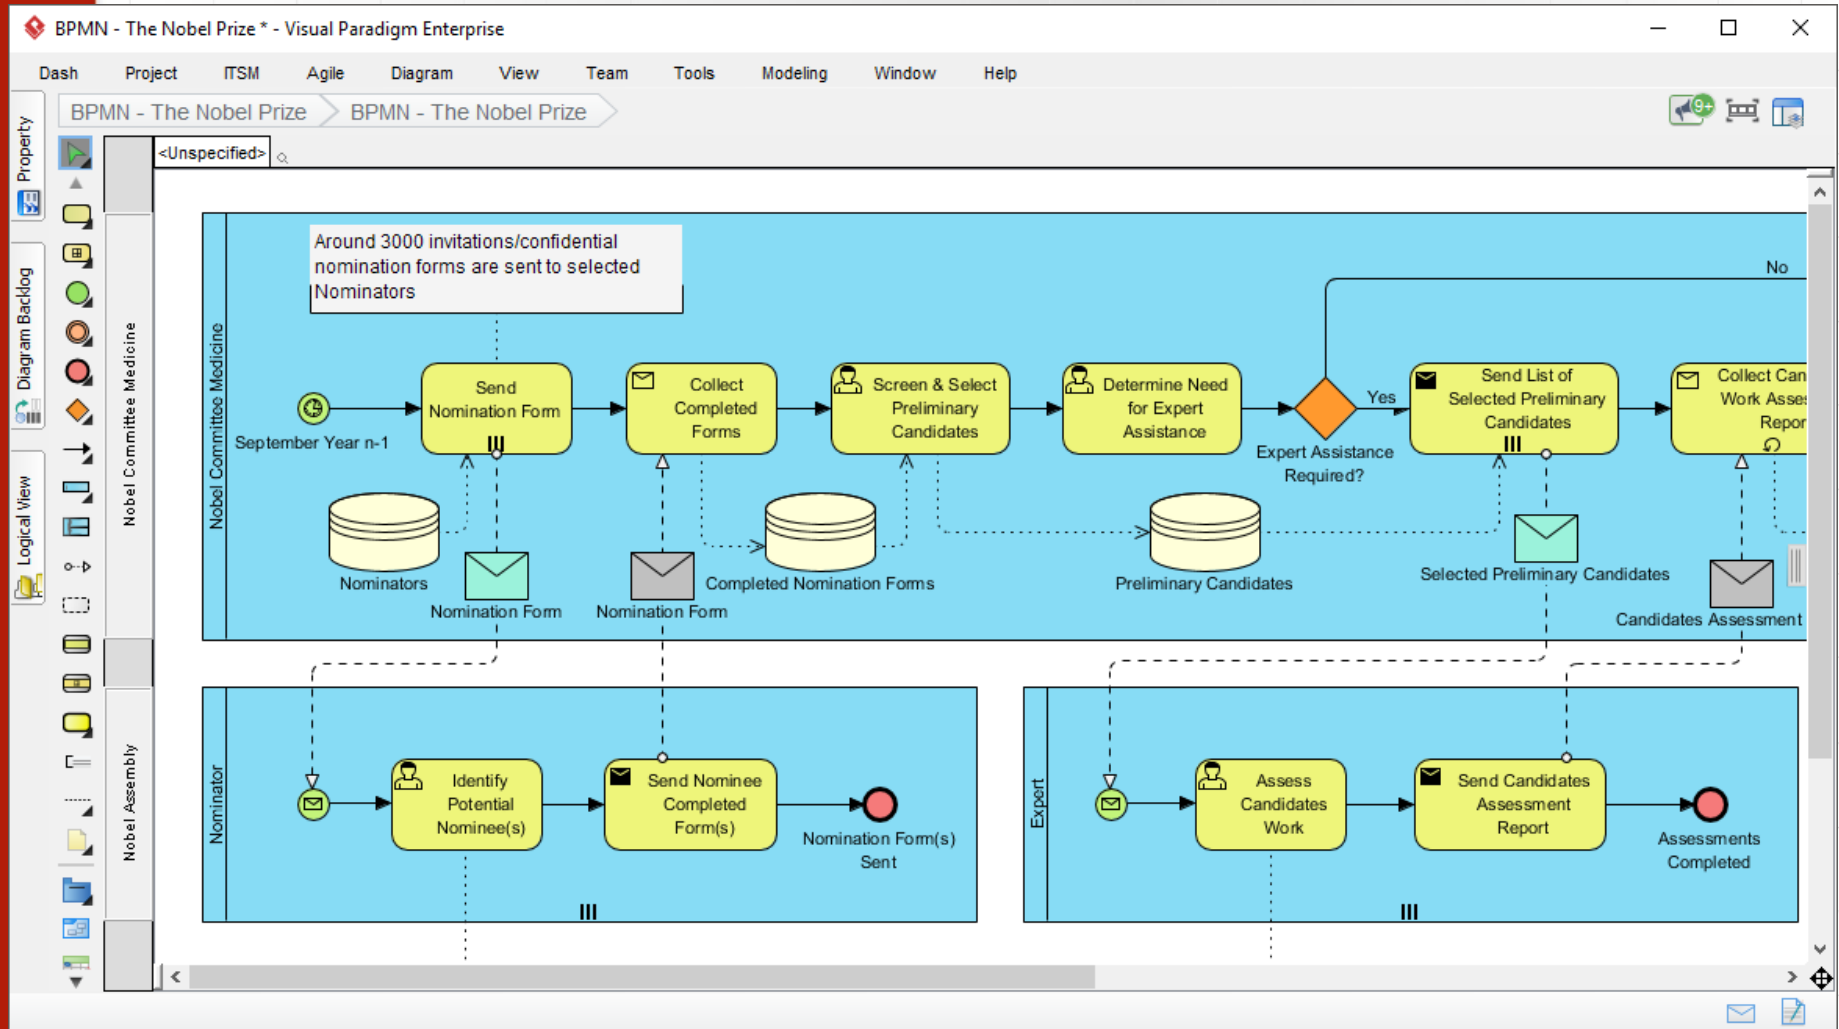 BPMN - The Nobel Prize * - Visual Paradigm Enterprise
Dash Project ITSM Agile Diagram View Team Tools Modeling Window Help
BPMN - The Nobel Prize BPMN - The Nobel Prize
9+
Property
Diagram Backlog
Logical View
<Unspecified>
Nobel Committee Medicine
Nobel Assembly
Nobel Committee Medicine
Around 3000 invitations/confidential
nomination forms are sent to selected
Nominators
No
September Year n-1
Send
Nomination Form
Collect
Completed
Forms
Screen & Select
Preliminary
Candidates
Determine Need
for Expert
Assistance
Expert Assistance
Required?
Yes
Send List of
Selected Preliminary
Candidates
Collect Can
Work Asses
Repor
Nominators
Nomination Form
Nomination Form
Completed Nomination Forms
Preliminary Candidates
Selected Preliminary Candidates
Candidates Assessment
Nominator
Identify
Potential
Nominee(s)
Send Nominee
Completed
Form(s)
Nomination Form(s)
Sent
Expert
Assess
Candidates
Work
Send Candidates
Assessment
Report
Assessments
Completed